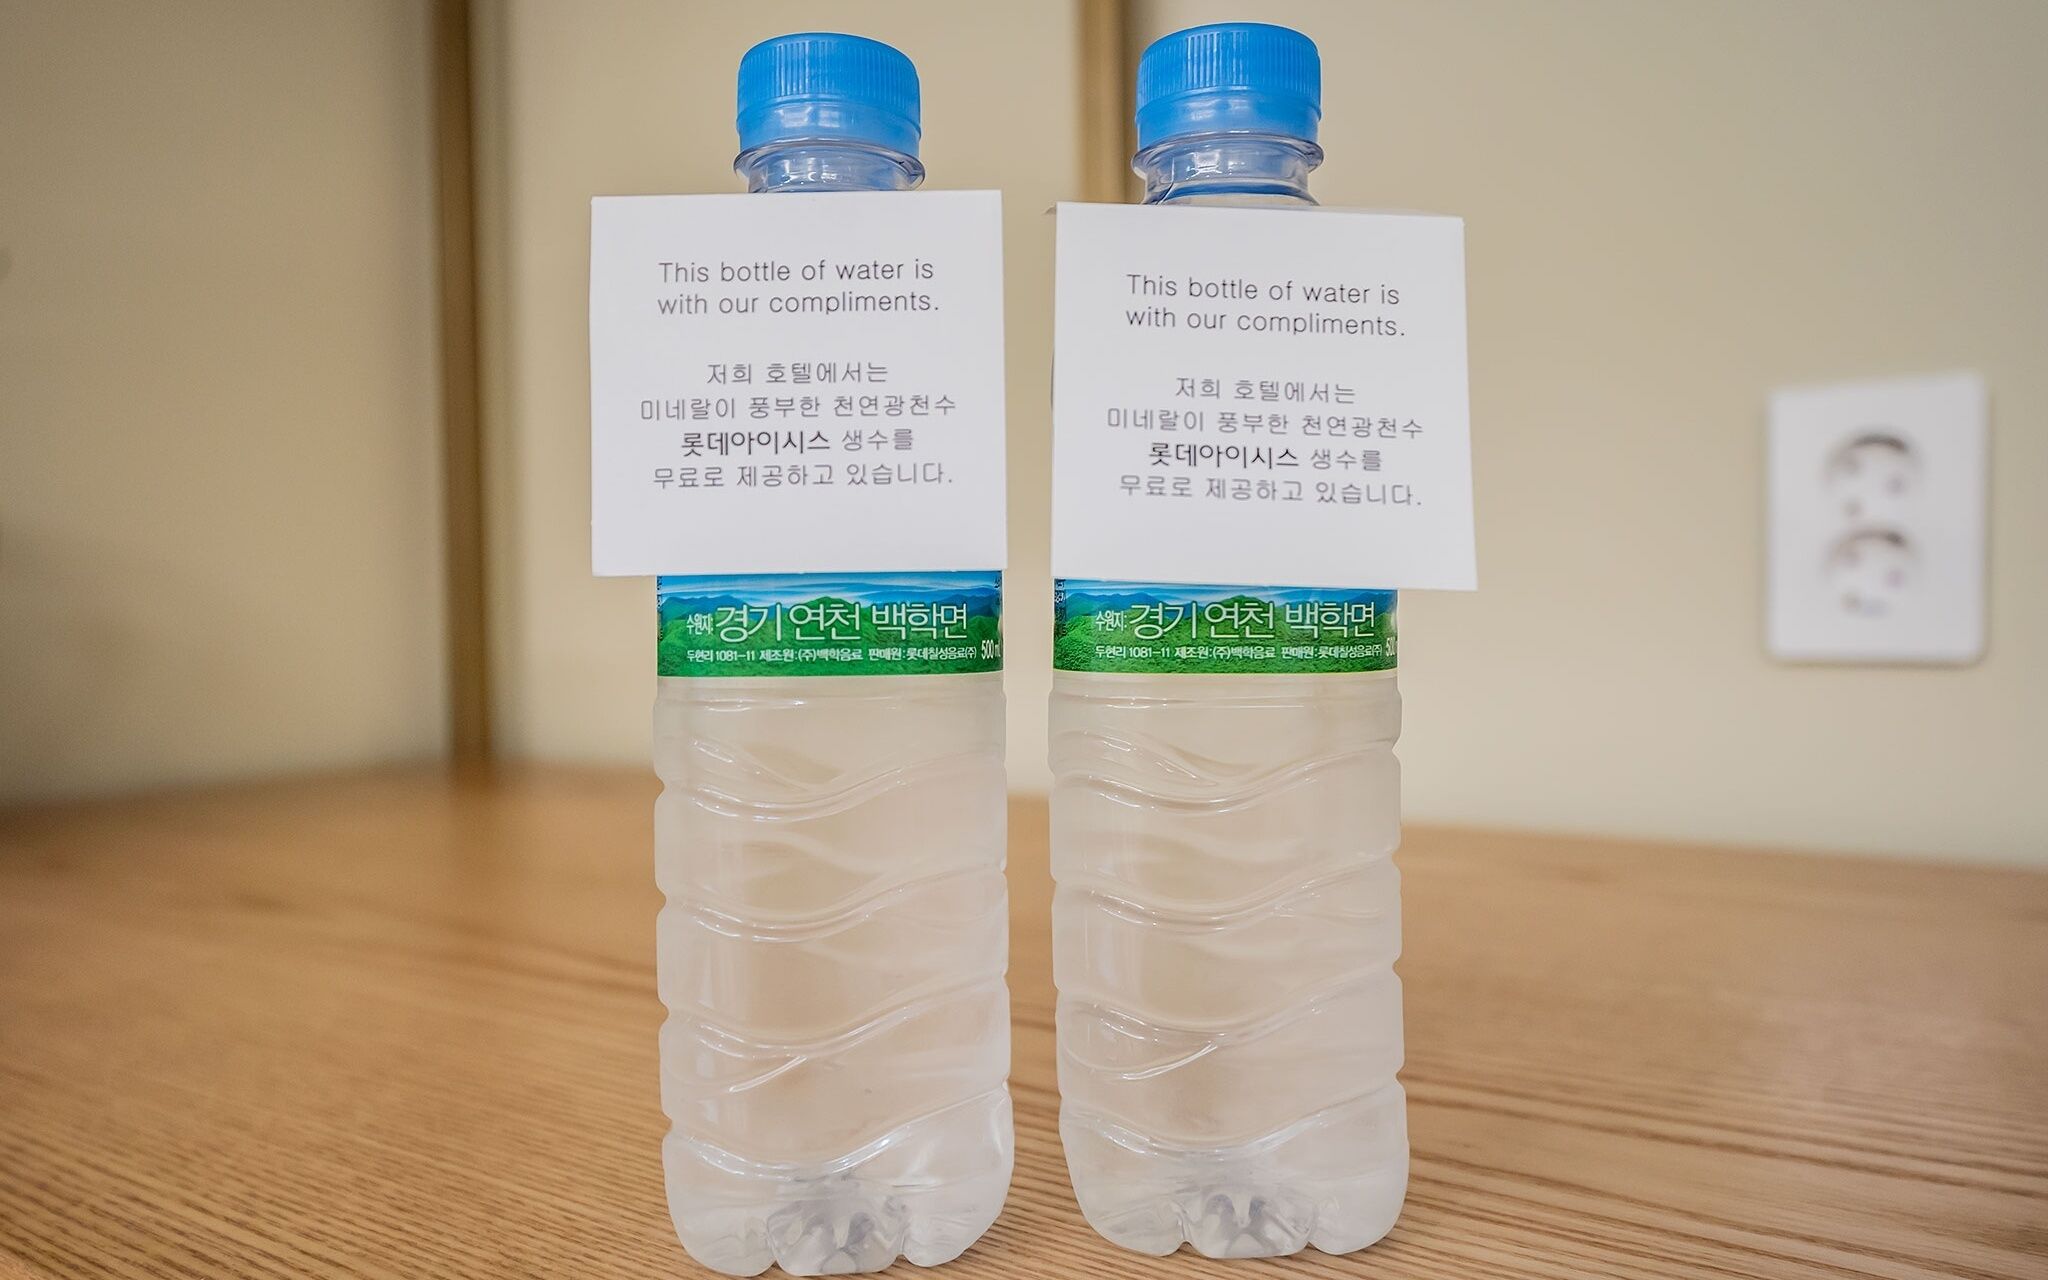 This bottle of water is
with our compliments.
저희 호텔에서는
미네랄이 풍부한 천연광천수
롯데아이시스 생수를
무료로 제공하고 있습니다.
수원지: 경기 연천 백학면
두현리 1081-11 제조원:(주)백학음료 판매원:롯데칠성음료(주) 500 mL
This bottle of water is
with our compliments.
저희 호텔에서는
미네랄이 풍부한 천연광천수
롯데아이시스 생수를
무료로 제공하고 있습니다.
수원지: 경기 연천 백학면
두현리 1081-11 제조원:(주)백학음료 판매원:롯데칠성음료(주)